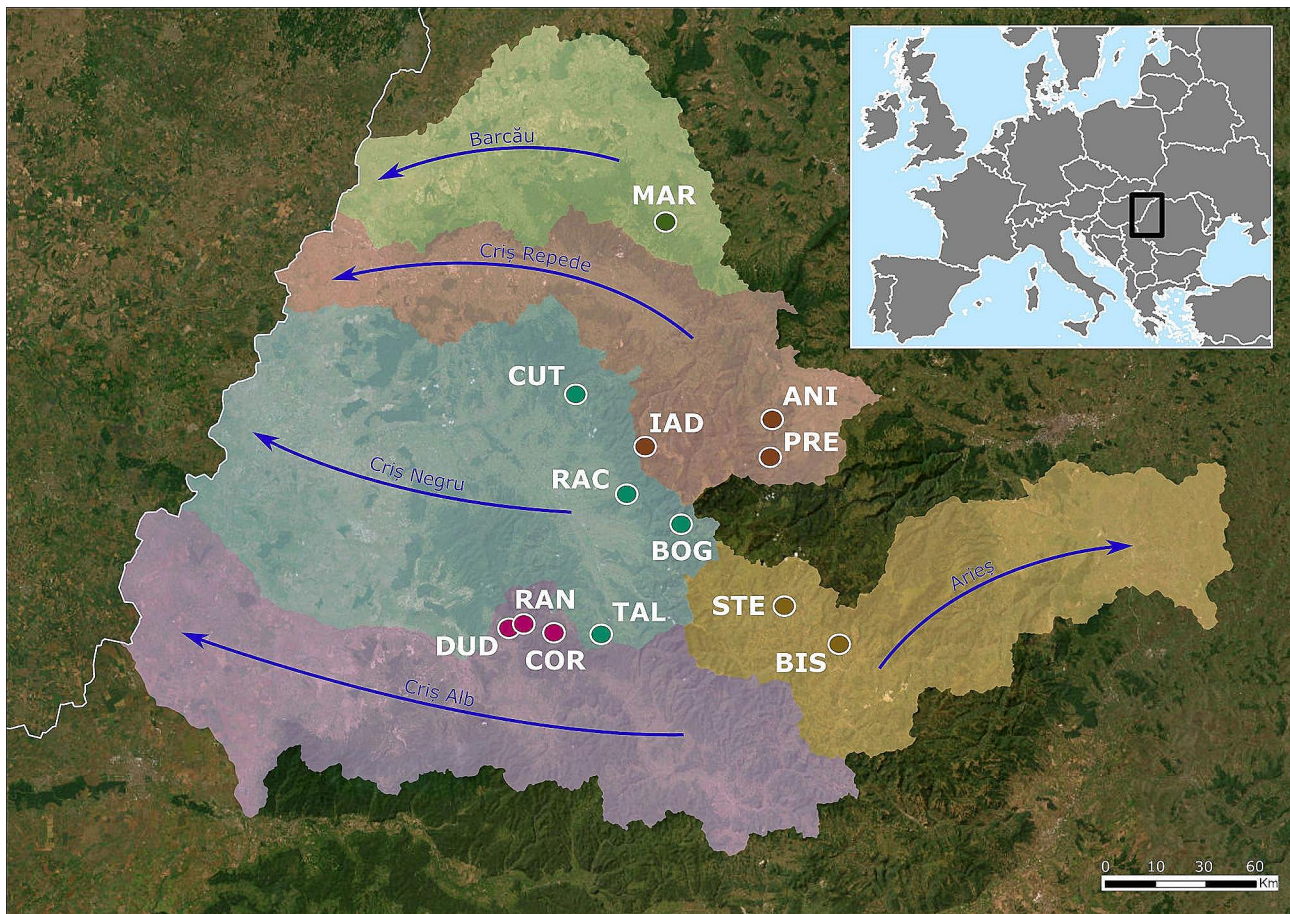 Barcău
MAR
Criș Repede
CUT
ANI
IAD
PRE
Criș Negru
RAC
BOG
Arieș
RAN
TAL
STE
DUD
COR
BIS
Criș Alb
0 10 30 60
Km